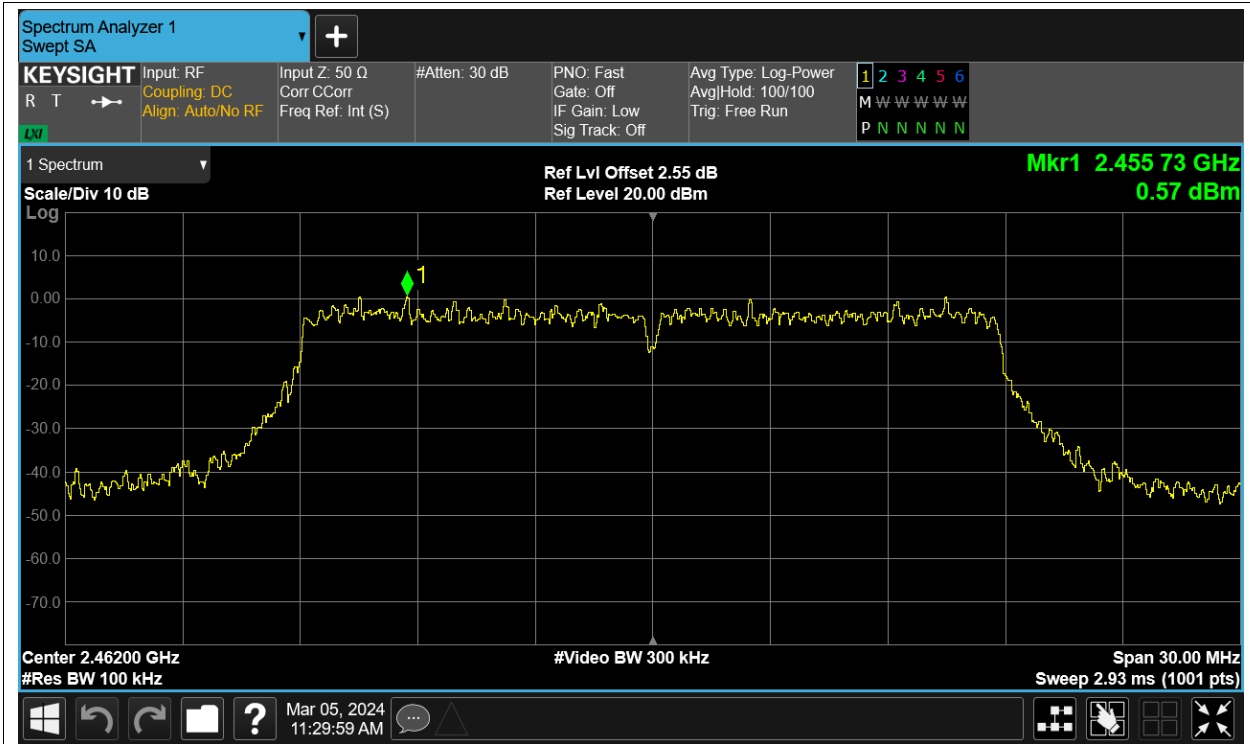 Spectrum Analyzer 1
Swept SA
KEYSIGHT
R T
LXI
Input: RF
Coupling: DC
Align: Auto/No RF
Input Z: 50 Ω
Corr CCorr
Freq Ref: Int (S)
#Atten: 30 dB
PNO: Fast
Gate: Off
IF Gain: Low
Sig Track: Off
Avg Type: Log-Power
Avg|Hold: 100/100
Trig: Free Run
1 2 3 4 5 6
M W W W W W
P N N N N N
1 Spectrum
Scale/Div 10 dB
Ref Lvl Offset 2.55 dB
Ref Level 20.00 dBm
Mkr1 2.455 73 GHz
0.57 dBm
Log
10.0
0.00
-10.0
-20.0
-30.0
-40.0
-50.0
-60.0
-70.0
1
Center 2.46200 GHz
#Res BW 100 kHz
#Video BW 300 kHz
Span 30.00 MHz
Sweep 2.93 ms (1001 pts)
?
Mar 05, 2024
11:29:59 AM